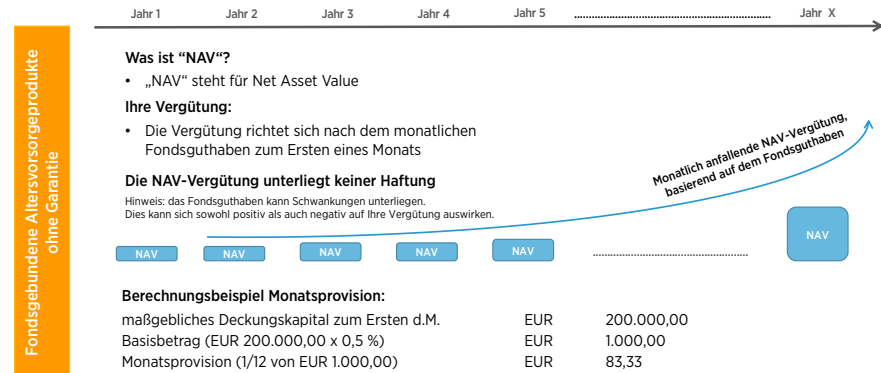 Jahr 1 Jahr 2 Jahr 3 Jahr 4 Jahr 5 Jahr X
Fondsgebundene Altersvorsorgeprodukte
ohne Garantie
Was ist “NAV“?
• „NAV“ steht für Net Asset Value
Ihre Vergütung:
• Die Vergütung richtet sich nach dem monatlichen
Fondsguthaben zum Ersten eines Monats
Monatlich anfallende NAV-Vergütung,
basierend auf dem Fondsguthaben
Die NAV-Vergütung unterliegt keiner Haftung
Hinweis: das Fondsguthaben kann Schwankungen unterliegen.
Dies kann sich sowohl positiv als auch negativ auf Ihre Vergütung auswirken.
NAV NAV NAV NAV NAV NAV
Berechnungsbeispiel Monatsprovision:
maßgebliches Deckungskapital zum Ersten d.M. EUR 200.000,00
Basisbetrag (EUR 200.000,00 x 0,5 %) EUR 1.000,00
Monatsprovision (1/12 von EUR 1.000,00) EUR 83,33